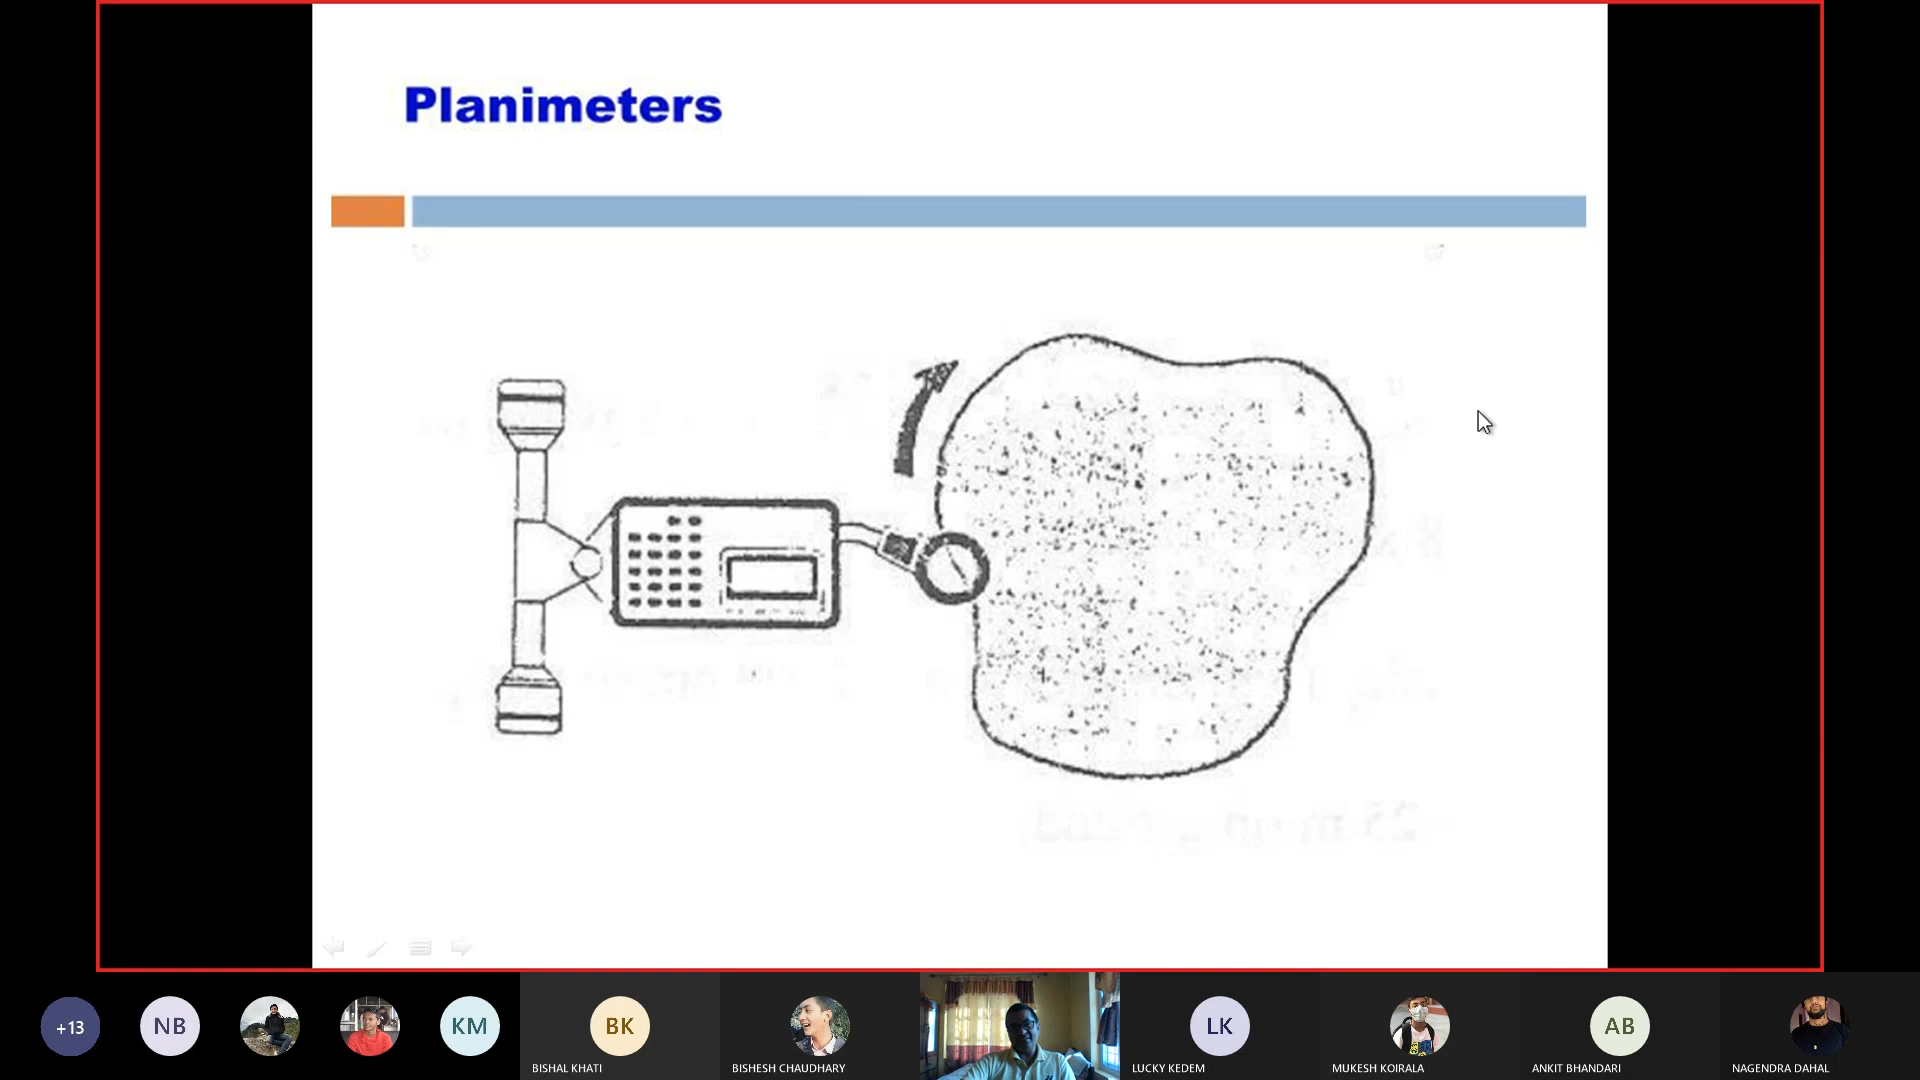 Planimeters
+13
NB
KM
BK
LK
AB
BISHAL KHATI
BISHESH CHAUDHARY
LUCKY KEDEM
MUKESH KOIRALA
ANKIT BHANDARI
NAGENDRA DAHAL